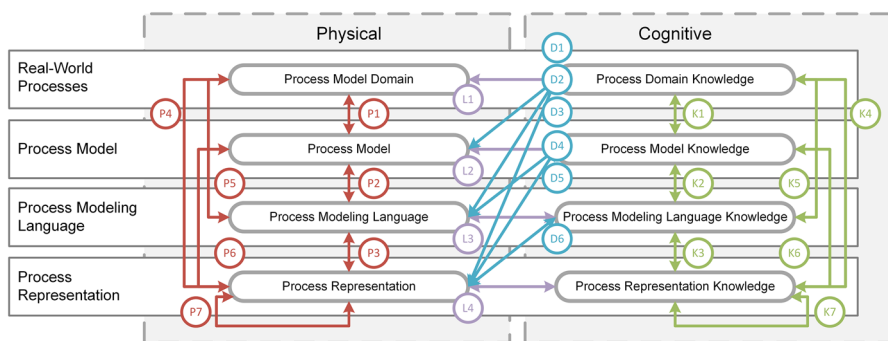 Physical
Cognitive
Real-World
Processes
Process Model Domain
Process Domain Knowledge
D1
D2
L1
D3
P4
P1
K1
K4
Process Model
Process Model
Process Model Knowledge
D4
L2
D5
P5
P2
K2
K5
Process Modeling
Language
Process Modeling Language
Process Modeling Language Knowledge
L3
D6
P6
P3
K3
K6
Process
Representation
Process Representation
Process Representation Knowledge
L4
P7
K7